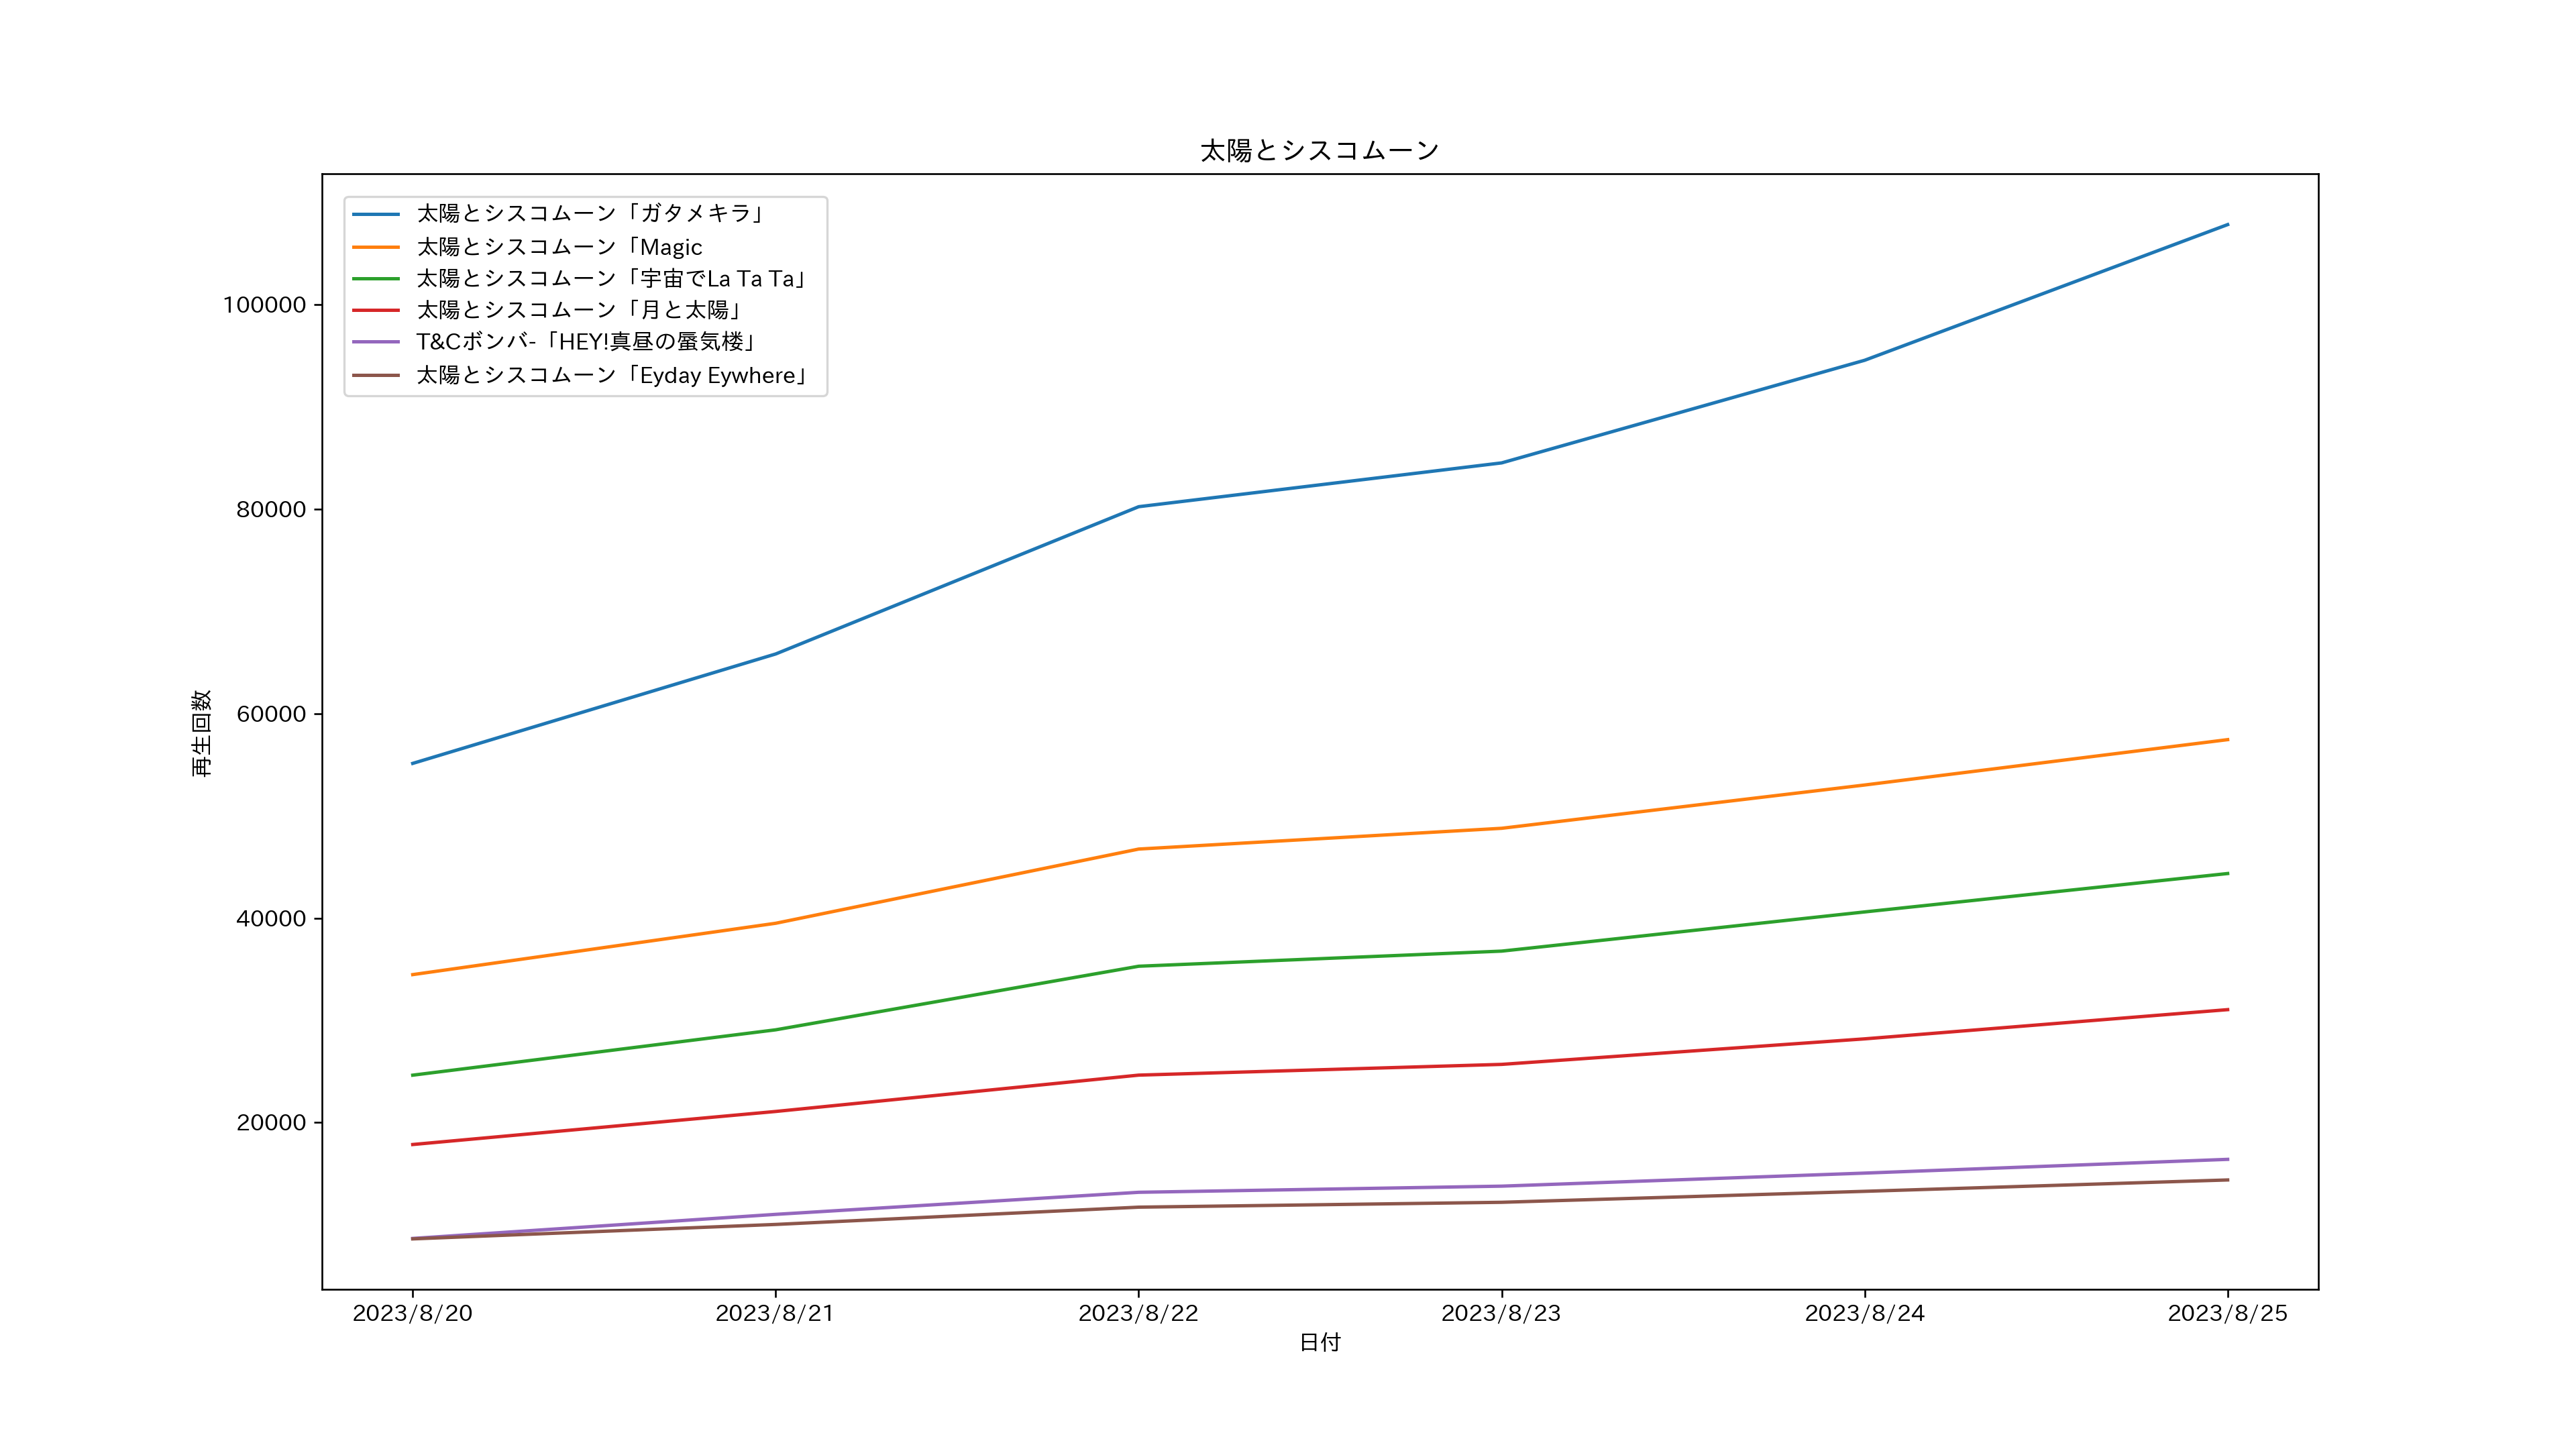 太陽とシスコムーン
太陽とシスコムーン「ガタメキラ」
太陽とシスコムーン「Magic
太陽とシスコムーン「宇宙でLa Ta Ta」
太陽とシスコムーン「月と太陽」
T&Cボンバ-「HEY!真昼の蜃気楼」
太陽とシスコムーン「Eyday Eywhere」
再生回数
100000
80000
60000
40000
20000
2023/8/20
2023/8/21
2023/8/22
2023/8/23
2023/8/24
2023/8/25
日付